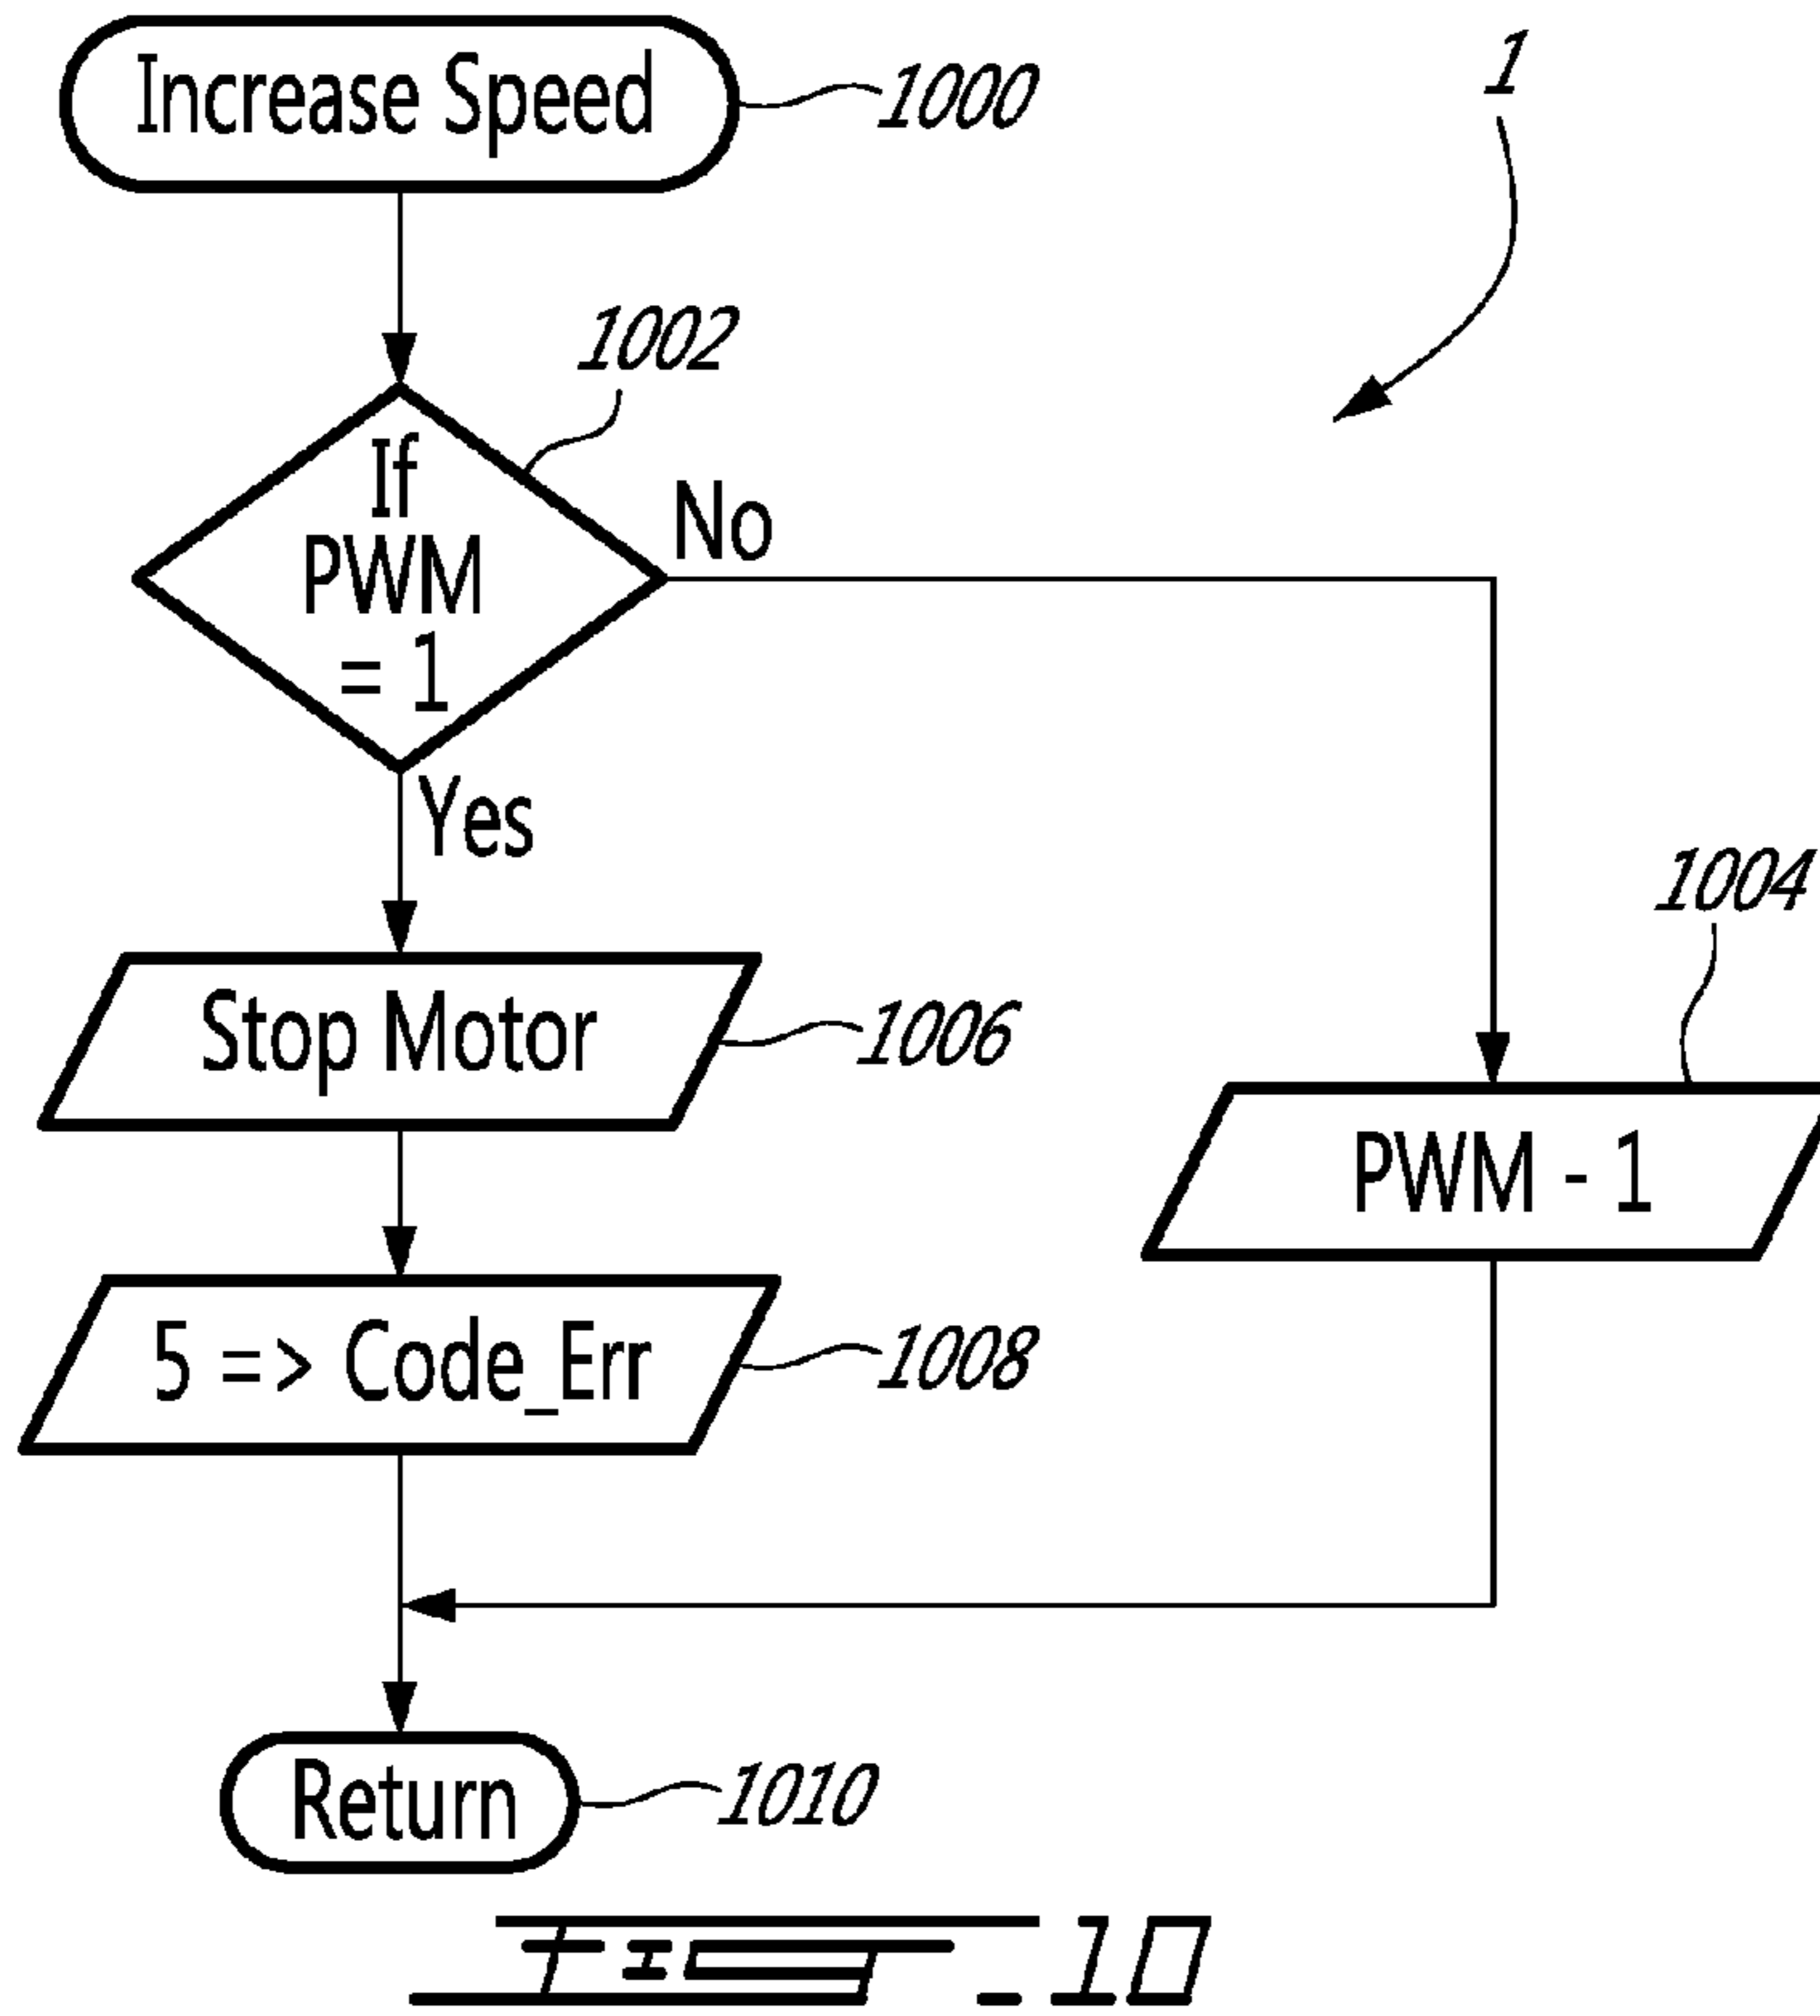 Increase Speed
1000
1
1002
If
PWM
= 1
No
Yes
1004
Stop Motor
1006
PWM - 1
5 => Code_Err
1008
Return
1010
Fig_10